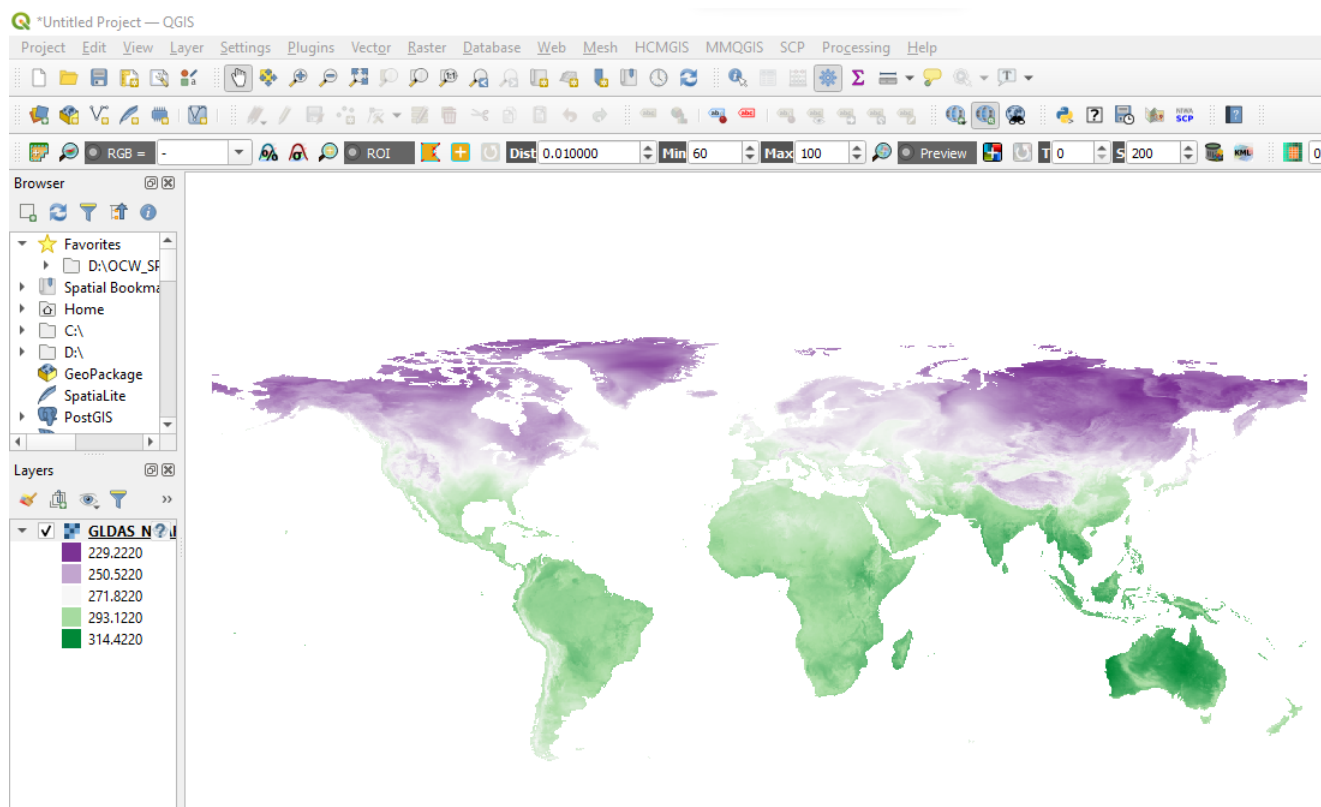 *Untitled Project — QGIS
Project Edit View Layer Settings Plugins Vector Raster Database Web Mesh HCMGIS MMQGIS SCP Processing Help
RGB = - ROI Dist 0.010000 Min 60 Max 100 Preview T 0 S 200 KML 0
Browser
Favorites
D:\OCW_SF
Spatial Bookma
Home
C:\
D:\
GeoPackage
SpatiaLite
PostGIS
Layers
GLDAS_N
229.2220
250.5220
271.8220
293.1220
314.4220